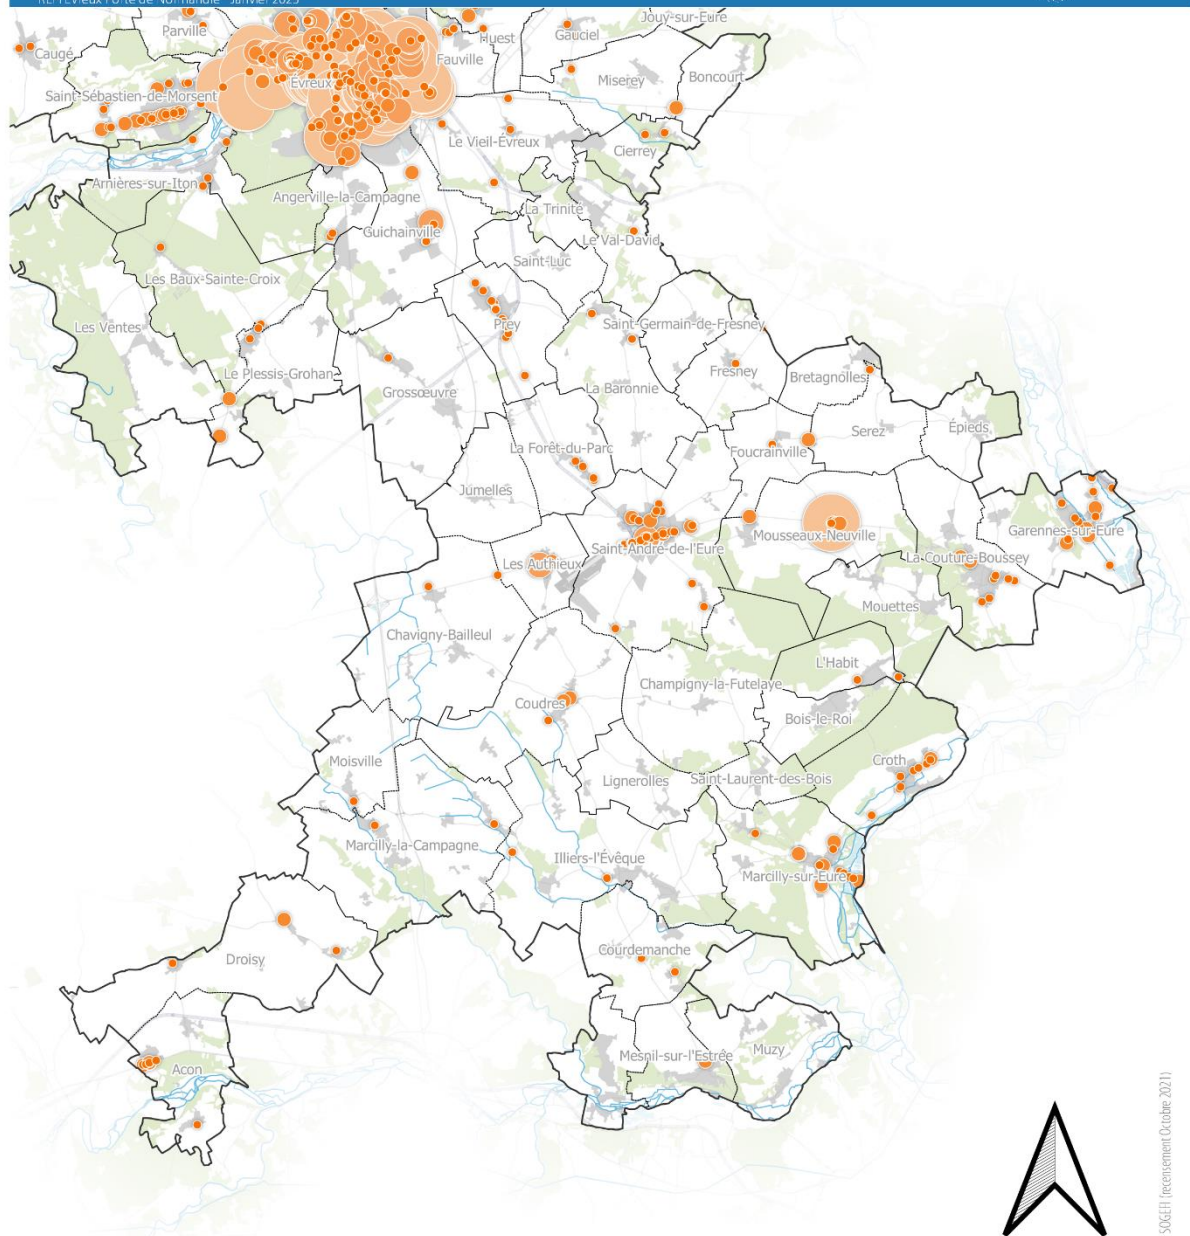 Parville
Jouy-sur-Eure
Gauciel
Huest
Caugé
Fauville
Miserey
Boncourt
Évreux
Saint-Sébastien-de-Morsent
Le Vieil-Évreux
Cierrey
Arnières-sur-Iton
Angerville-la-Campagne
La Trinité
Guichainville
Le Val-David
Saint-Luc
Les Baux-Sainte-Croix
Les Ventes
Prey
Saint-Germain-de-Fresney
Le Plessis-Grohan
Fresney
Bretagnolles
Grossœuvre
La Baronnie
Épieds
Serez
La Forêt-du-Parc
Foucrainville
Jumelles
Garennes-sur-Eure
Mousseaux-Neuville
Saint-André-de-l'Eure
La Couture-Boussey
Les Authieux
Mouettes
Chavigny-Bailleul
L'Habit
Champigny-la-Futelaye
Coudres
Bois-le-Roi
Moisville
Croth
Lignerolles
Saint-Laurent-des-Bois
Marcilly-la-Campagne
Illiers-l'Évêque
Marcilly-sur-Eure
Courdemanche
Droisy
Muzy
Mesnil-sur-l'Estrée
Acon
SOGEFI (recensement Octobre 2021)